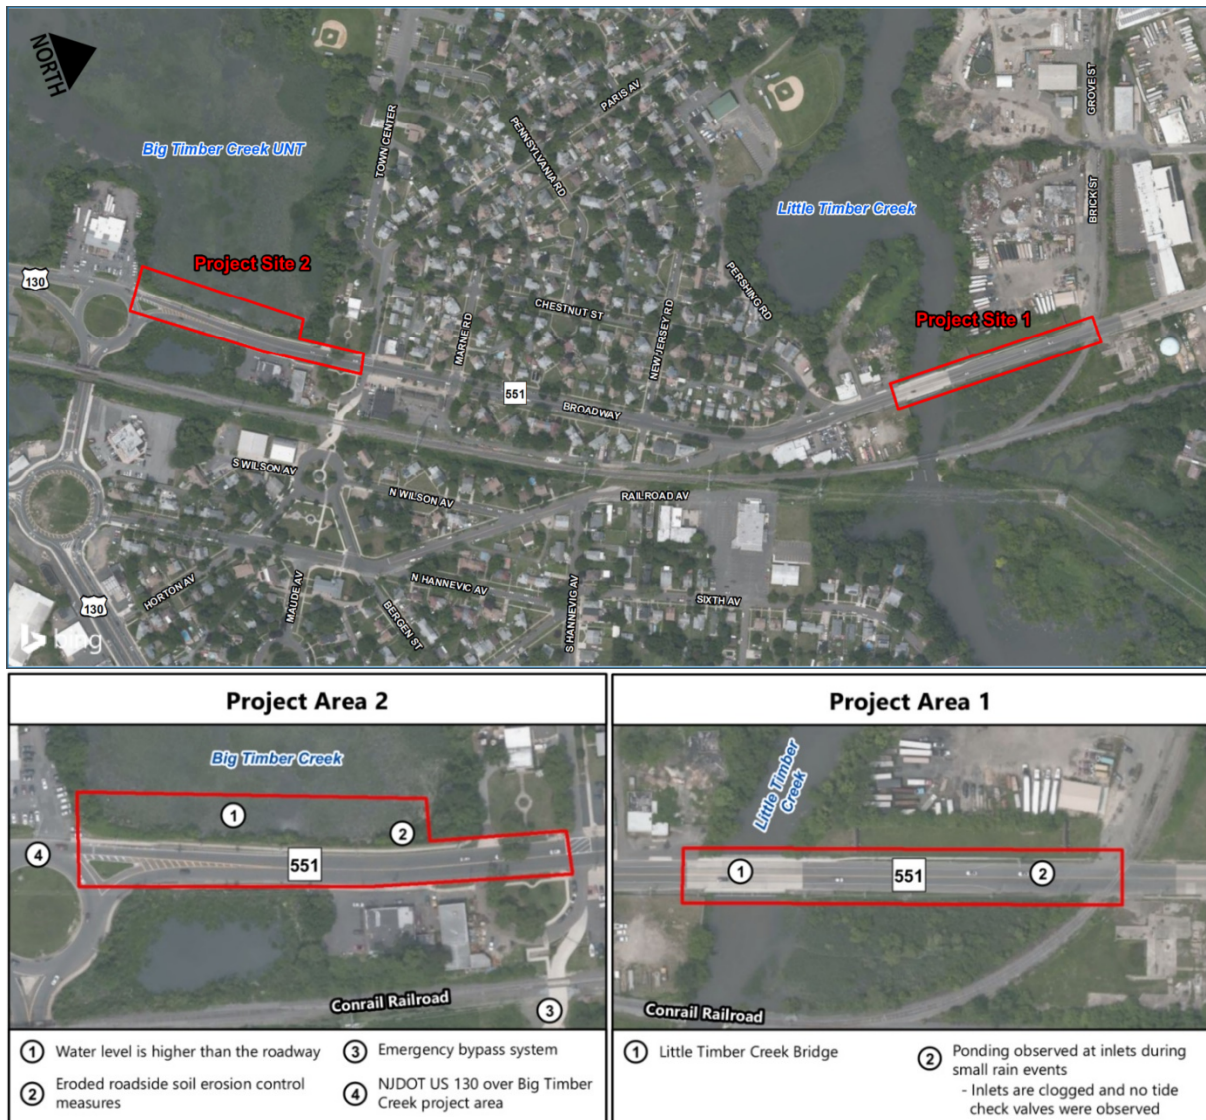 NORTH
Big Timber Creek UNT
TOWN CENTER
PARIS AV
PENNSYLVANIA RD
GROVE ST
BRICK ST
Little Timber Creek
130
Project Site 2
PERSHING RD
CHESTNUT ST
NEW JERSEY RD
MARNE RD
Project Site 1
551
BROADWAY
S WILSON AV
N WILSON AV
RAILROAD AV
HORTON AV
130
MAUDE AV
BERGEN ST
N HANNEVIC AV
S HANNEVIG AV
SIXTH AV
bing
Project Area 2
Big Timber Creek
1
2
4
551
Conrail Railroad
3
1 Water level is higher than the roadway
2 Eroded roadside soil erosion control
measures
3 Emergency bypass system
4 NJDOT US 130 over Big Timber
Creek project area
Project Area 1
Little Timber
Creek
1
551
2
Conrail Railroad
1 Little Timber Creek Bridge
2 Ponding observed at inlets during
small rain events
- Inlets are clogged and no tide
check valves were observed